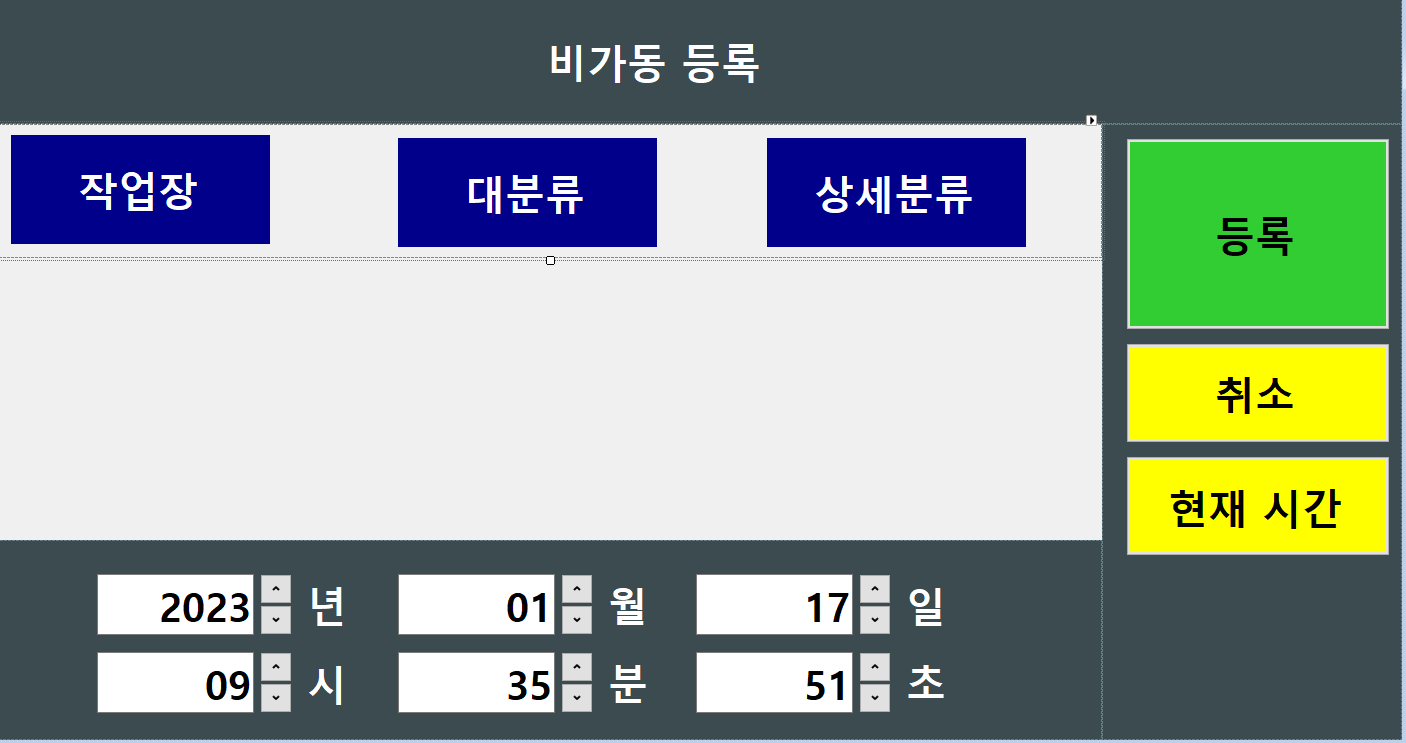 비가동 등록
작업장 대분류 상세분류
등록
취소
현재 시간
2023 년 01 월 17 일
09 시 35 분 51 초